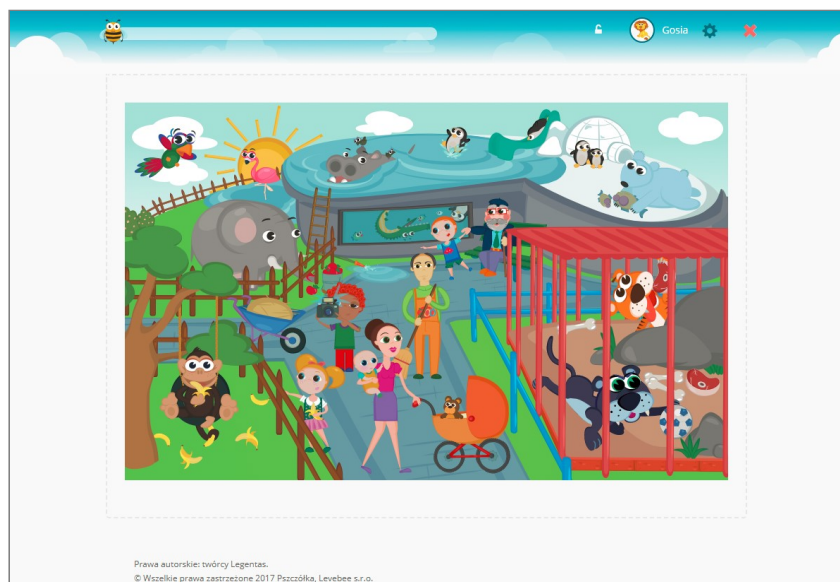 Gosia
Prawa autorskie: twórcy Legentas.
© Wszelkie prawa zastrzeżone 2017 Pszczółka, Levebee s.r.o.